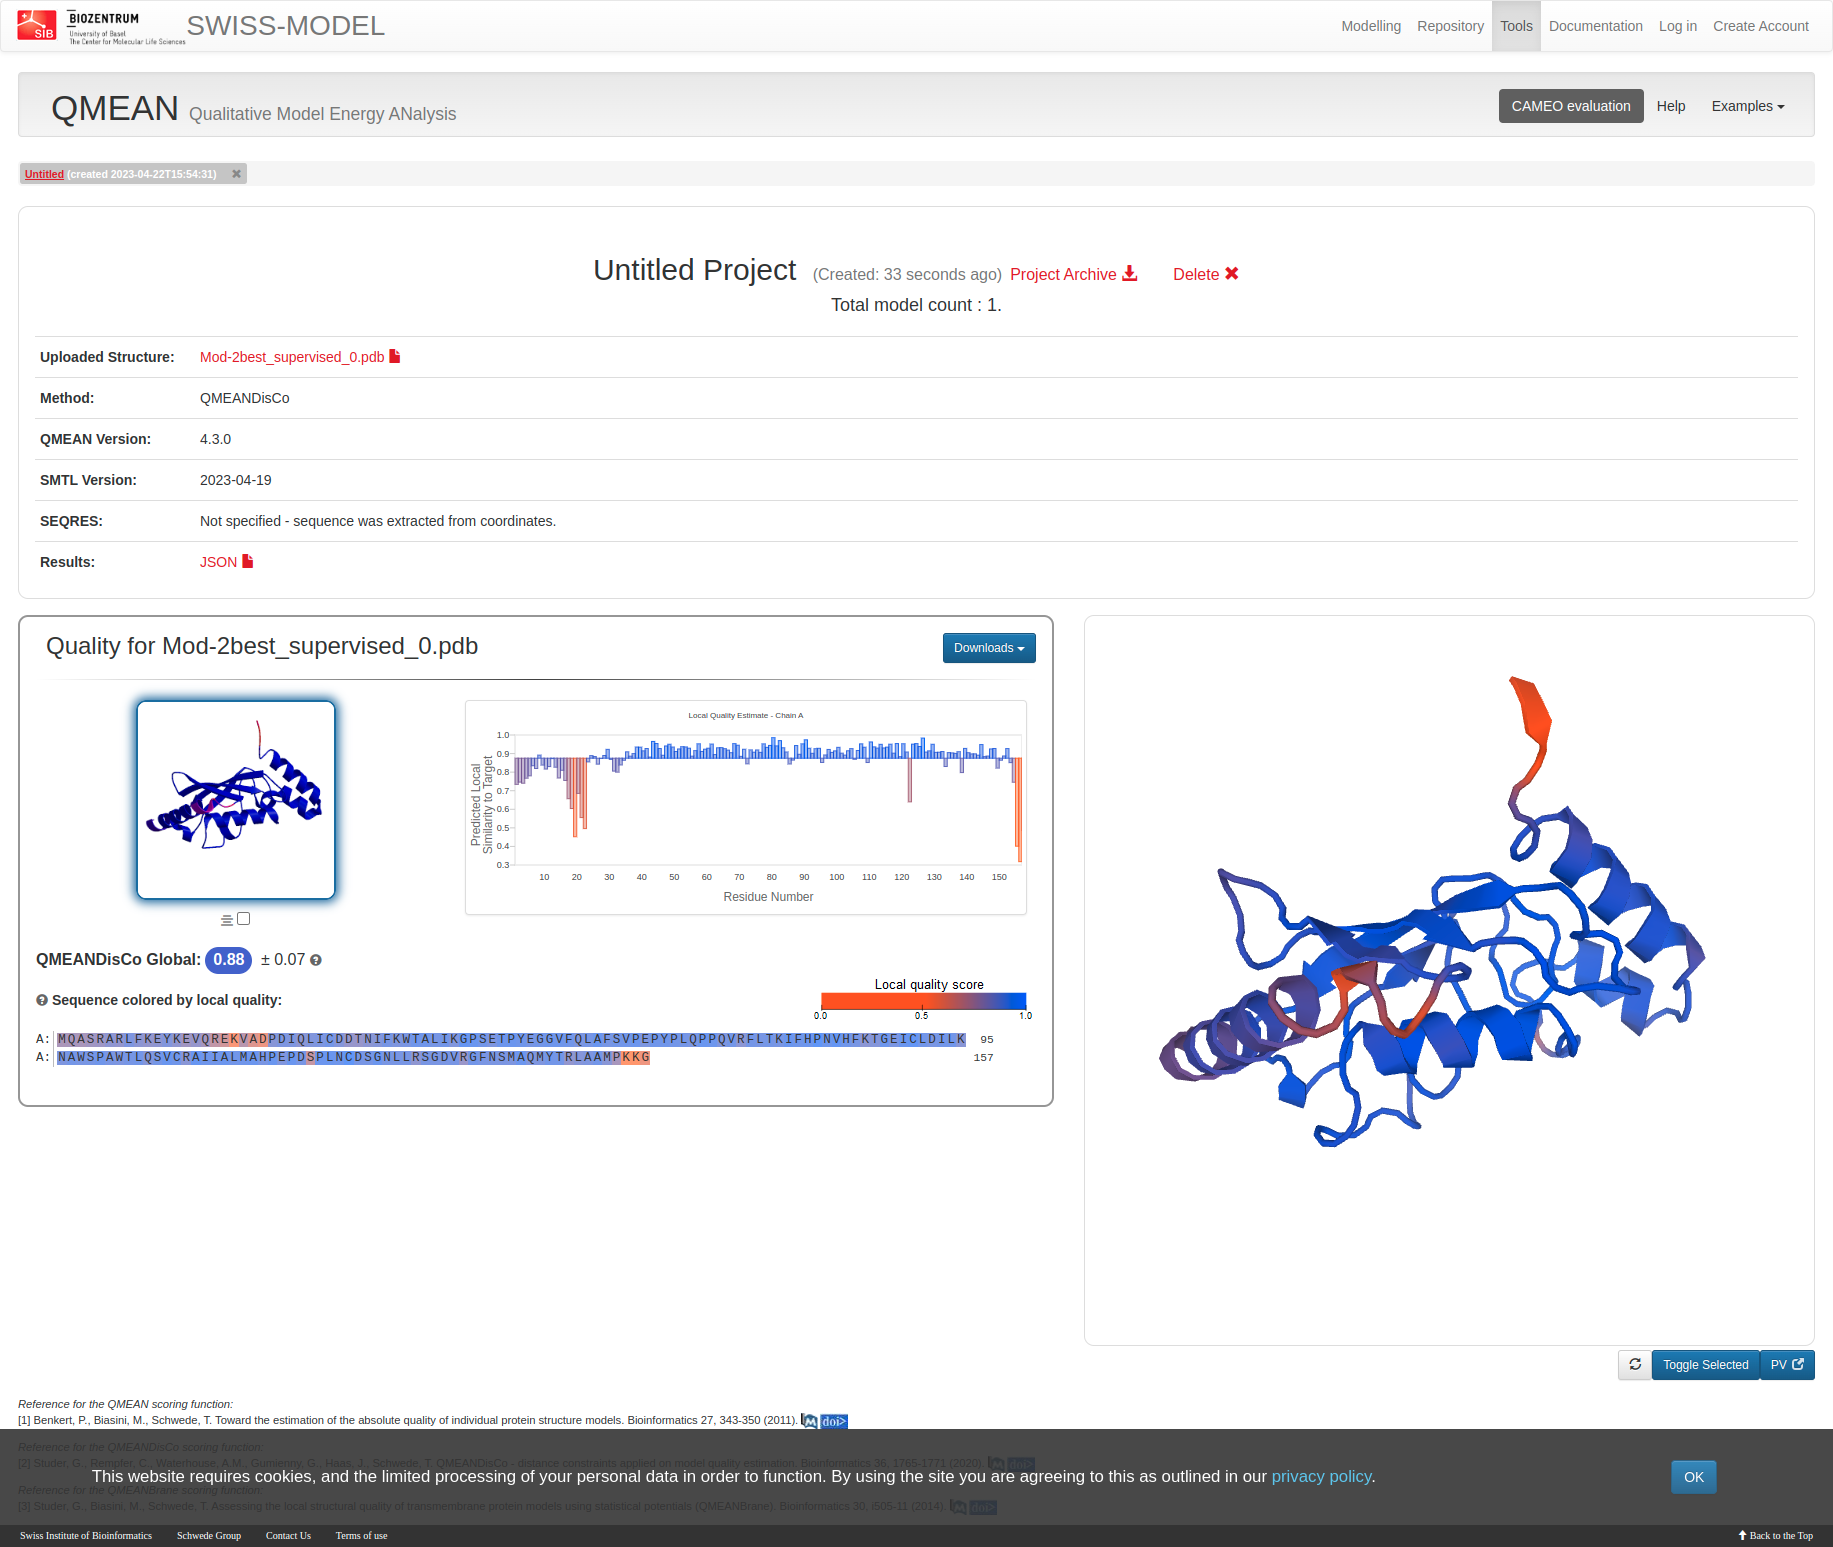 SIB
BIOZENTRUM
University of Basel
The Center for Molecular Life Sciences
SWISS-MODEL
Modelling Repository Tools Documentation Log in Create Account
QMEAN Qualitative Model Energy ANalysis
CAMEO evaluation Help Examples
Untitled (created 2023-04-22T15:54:31)
Untitled Project (Created: 33 seconds ago) Project Archive Delete
Total model count : 1.
Uploaded Structure: Mod-2best_supervised_0.pdb
Method: QMEANDisCo
QMEAN Version: 4.3.0
SMTL Version: 2023-04-19
SEQRES: Not specified - sequence was extracted from coordinates.
Results: JSON
Quality for Mod-2best_supervised_0.pdb
Downloads
Local Quality Estimate - Chain A
Predicted Local
Similarity to Target
1.0
0.9
0.8
0.7
0.6
0.5
0.4
0.3
10 20 30 40 50 60 70 80 90 100 110 120 130 140 150
Residue Number
QMEANDisCo Global: 0.88 ± 0.07
Sequence colored by local quality:
Local quality score
0.0 0.5 1.0
A: MQASRARLFKEYKEVQREKVADPDIQLICDDTNIFKWTALIKGPSETPYEGGVFQLAFSVPEPYPLQPPQVRFLTKIFHPNVHFKTGEICLDILK 95
A: NAWSPAWTLQSVCRAIIALMAHPEPDSPLNCDSGNLLRSGDVRGFNSMAQMYTRLAAMPKKG 157
Toggle Selected PV
Reference for the QMEAN scoring function:
[1] Benkert, P., Biasini, M., Schwede, T. Toward the estimation of the absolute quality of individual protein structure models. Bioinformatics 27, 343-350 (2011). doi>
Reference for the QMEANDisCo scoring function:
[2] Studer, G., Rempfer, C., Waterhouse, A.M., Gumienny, G., Haas, J., Schwede, T. QMEANDisCo - distance constraints applied on model quality estimation. Bioinformatics 36, 1765-1771 (2020). doi>
This website requires cookies, and the limited processing of your personal data in order to function. By using the site you are agreeing to this as outlined in our privacy policy.
OK
Reference for the QMEANBrane scoring function:
[3] Studer, G., Biasini, M., Schwede, T. Assessing the local structural quality of transmembrane protein models using statistical potentials (QMEANBrane). Bioinformatics 30, i505-11 (2014). doi>
Swiss Institute of Bioinformatics Schwede Group Contact Us Terms of use
Back to the Top